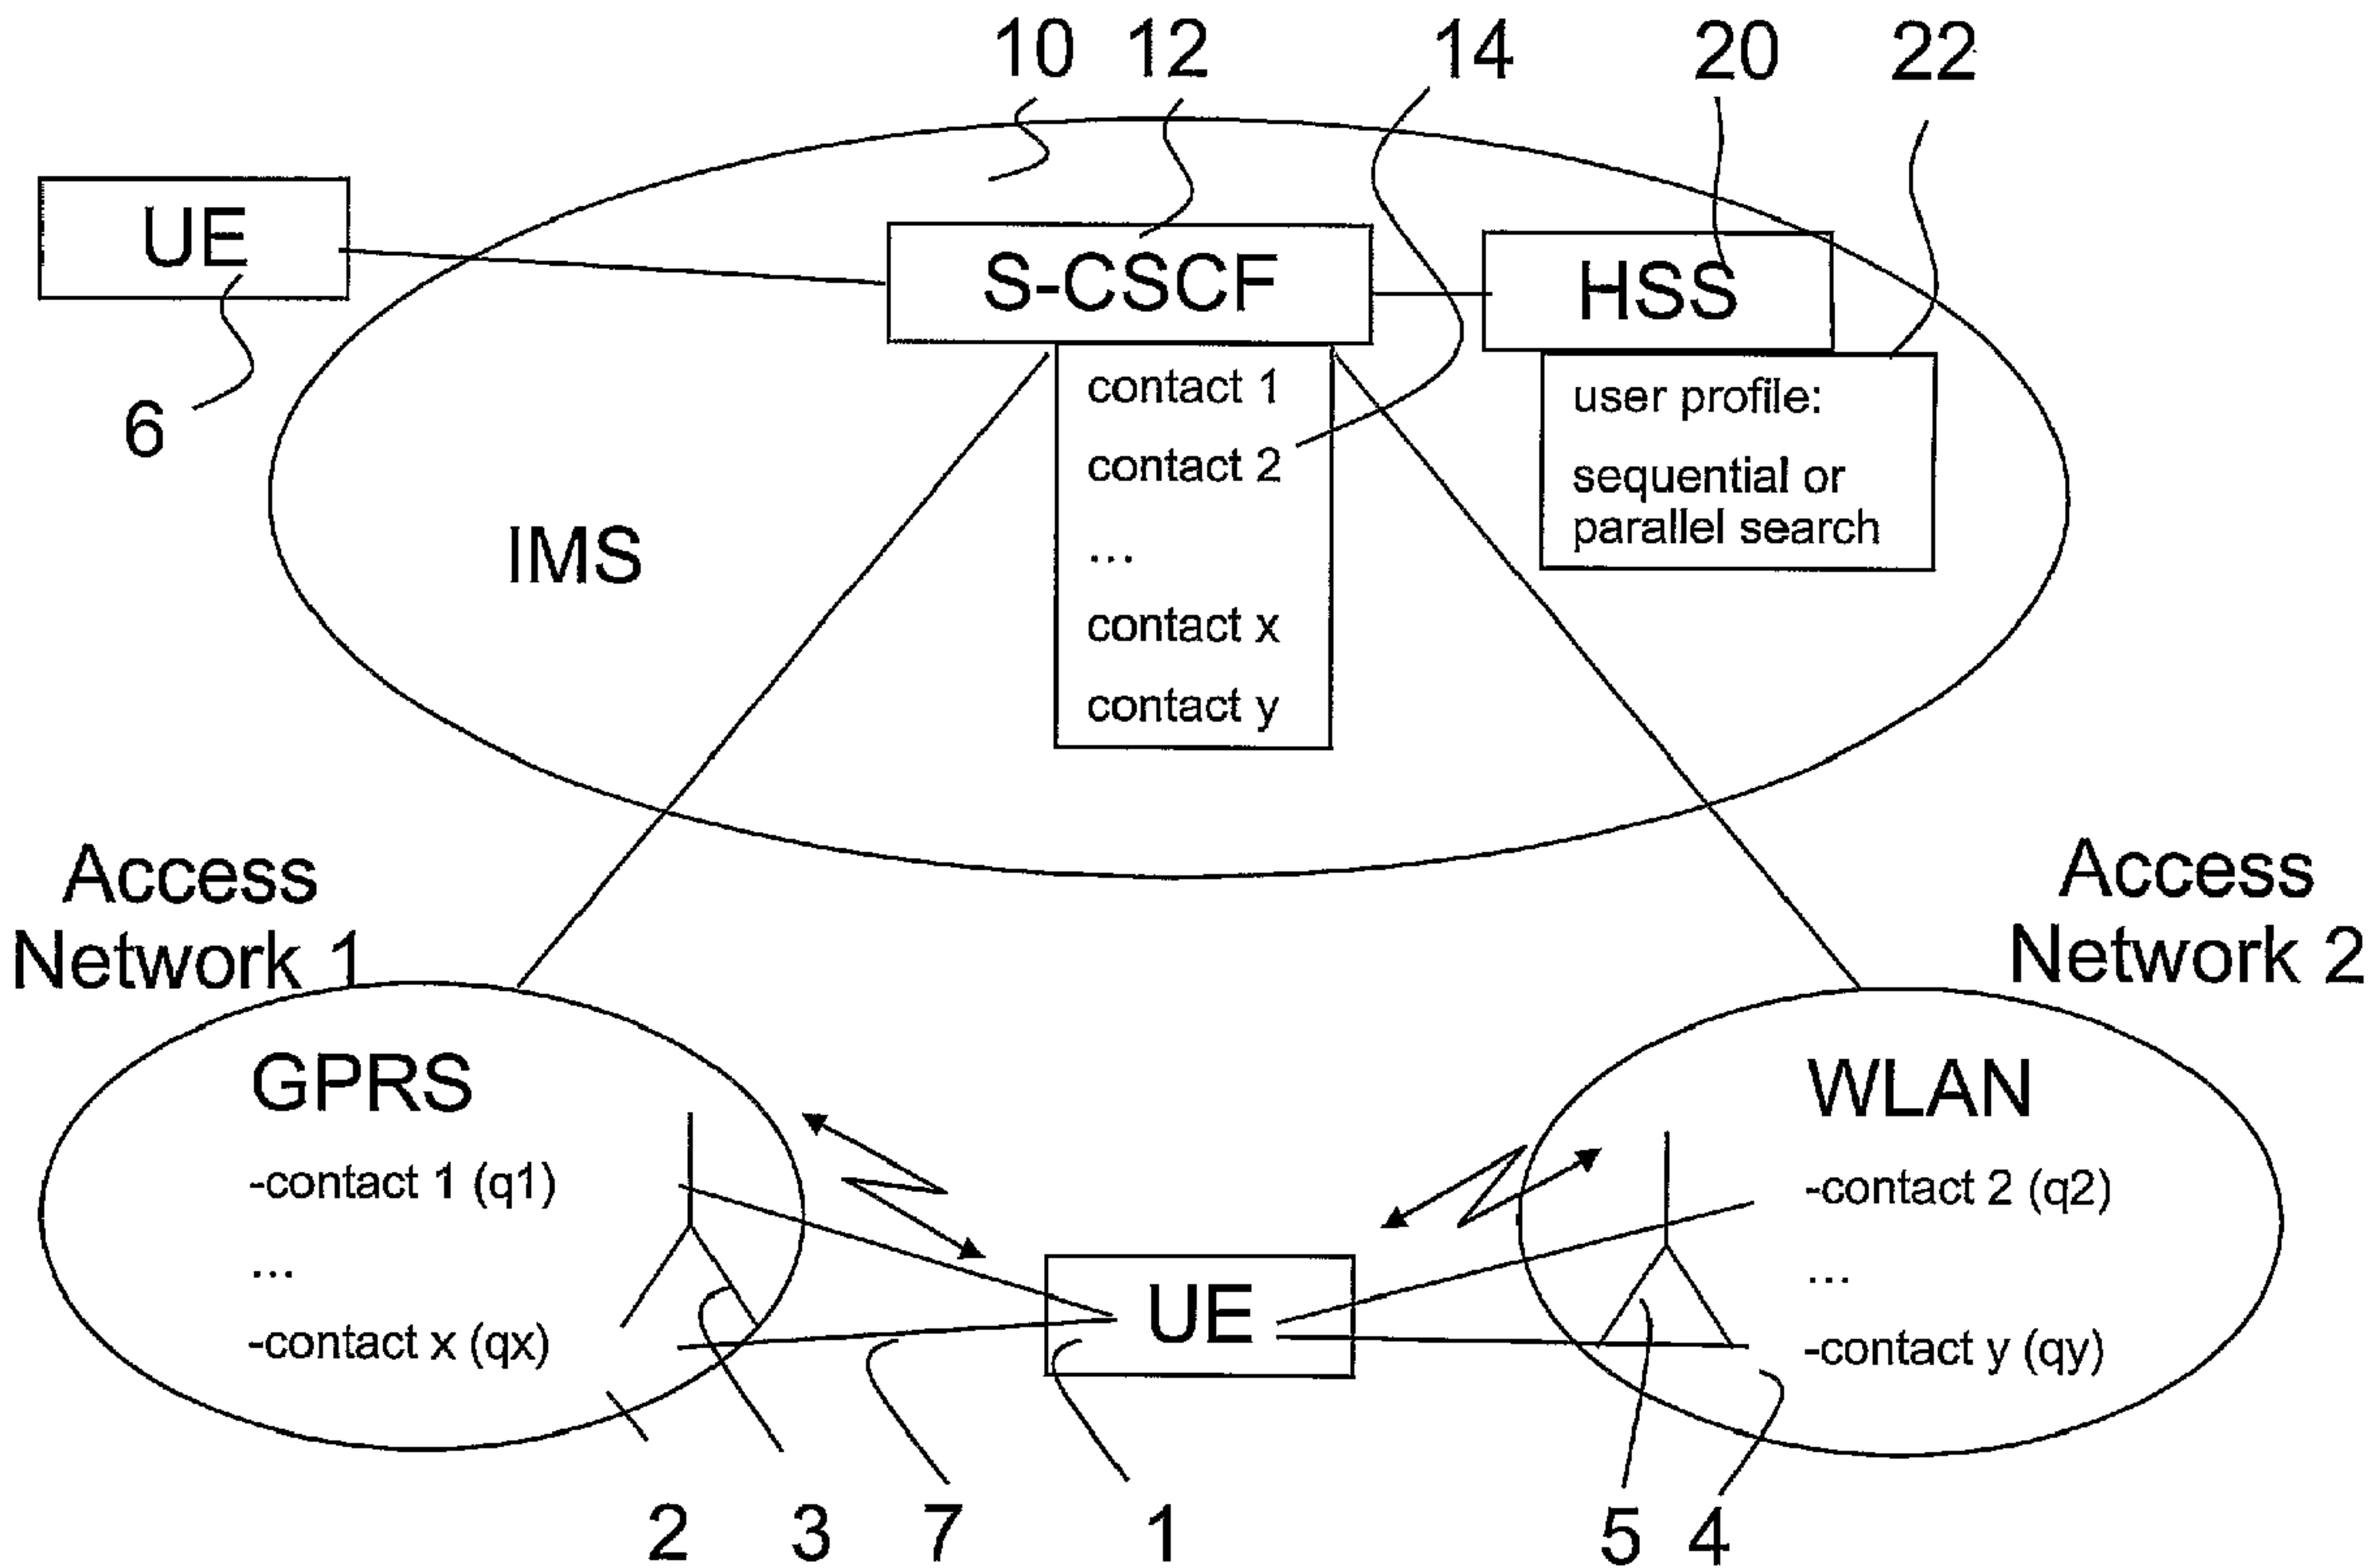 10 12 14 20 22
UE
S-CSCF
HSS
6
contact 1
contact 2
...
contact x
contact y
user profile:
sequential or
parallel search
IMS
Access
Network 1
Access
Network 2
GPRS
-contact 1 (q1)
...
-contact x (qx)
UE
WLAN
-contact 2 (q2)
...
-contact y (qy)
2 3 7 1 5 4